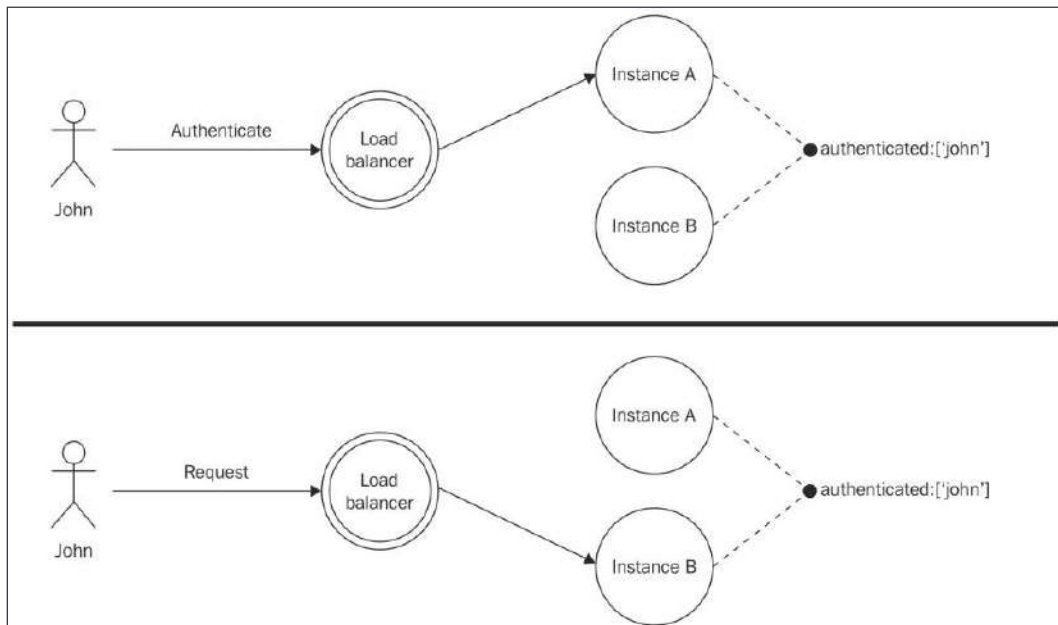 Instance A
Authenticate
Load
balancer
authenticated:[‘john’]
John
Instance B
Instance A
Request
Load
balancer
authenticated:[‘john’]
John
Instance B